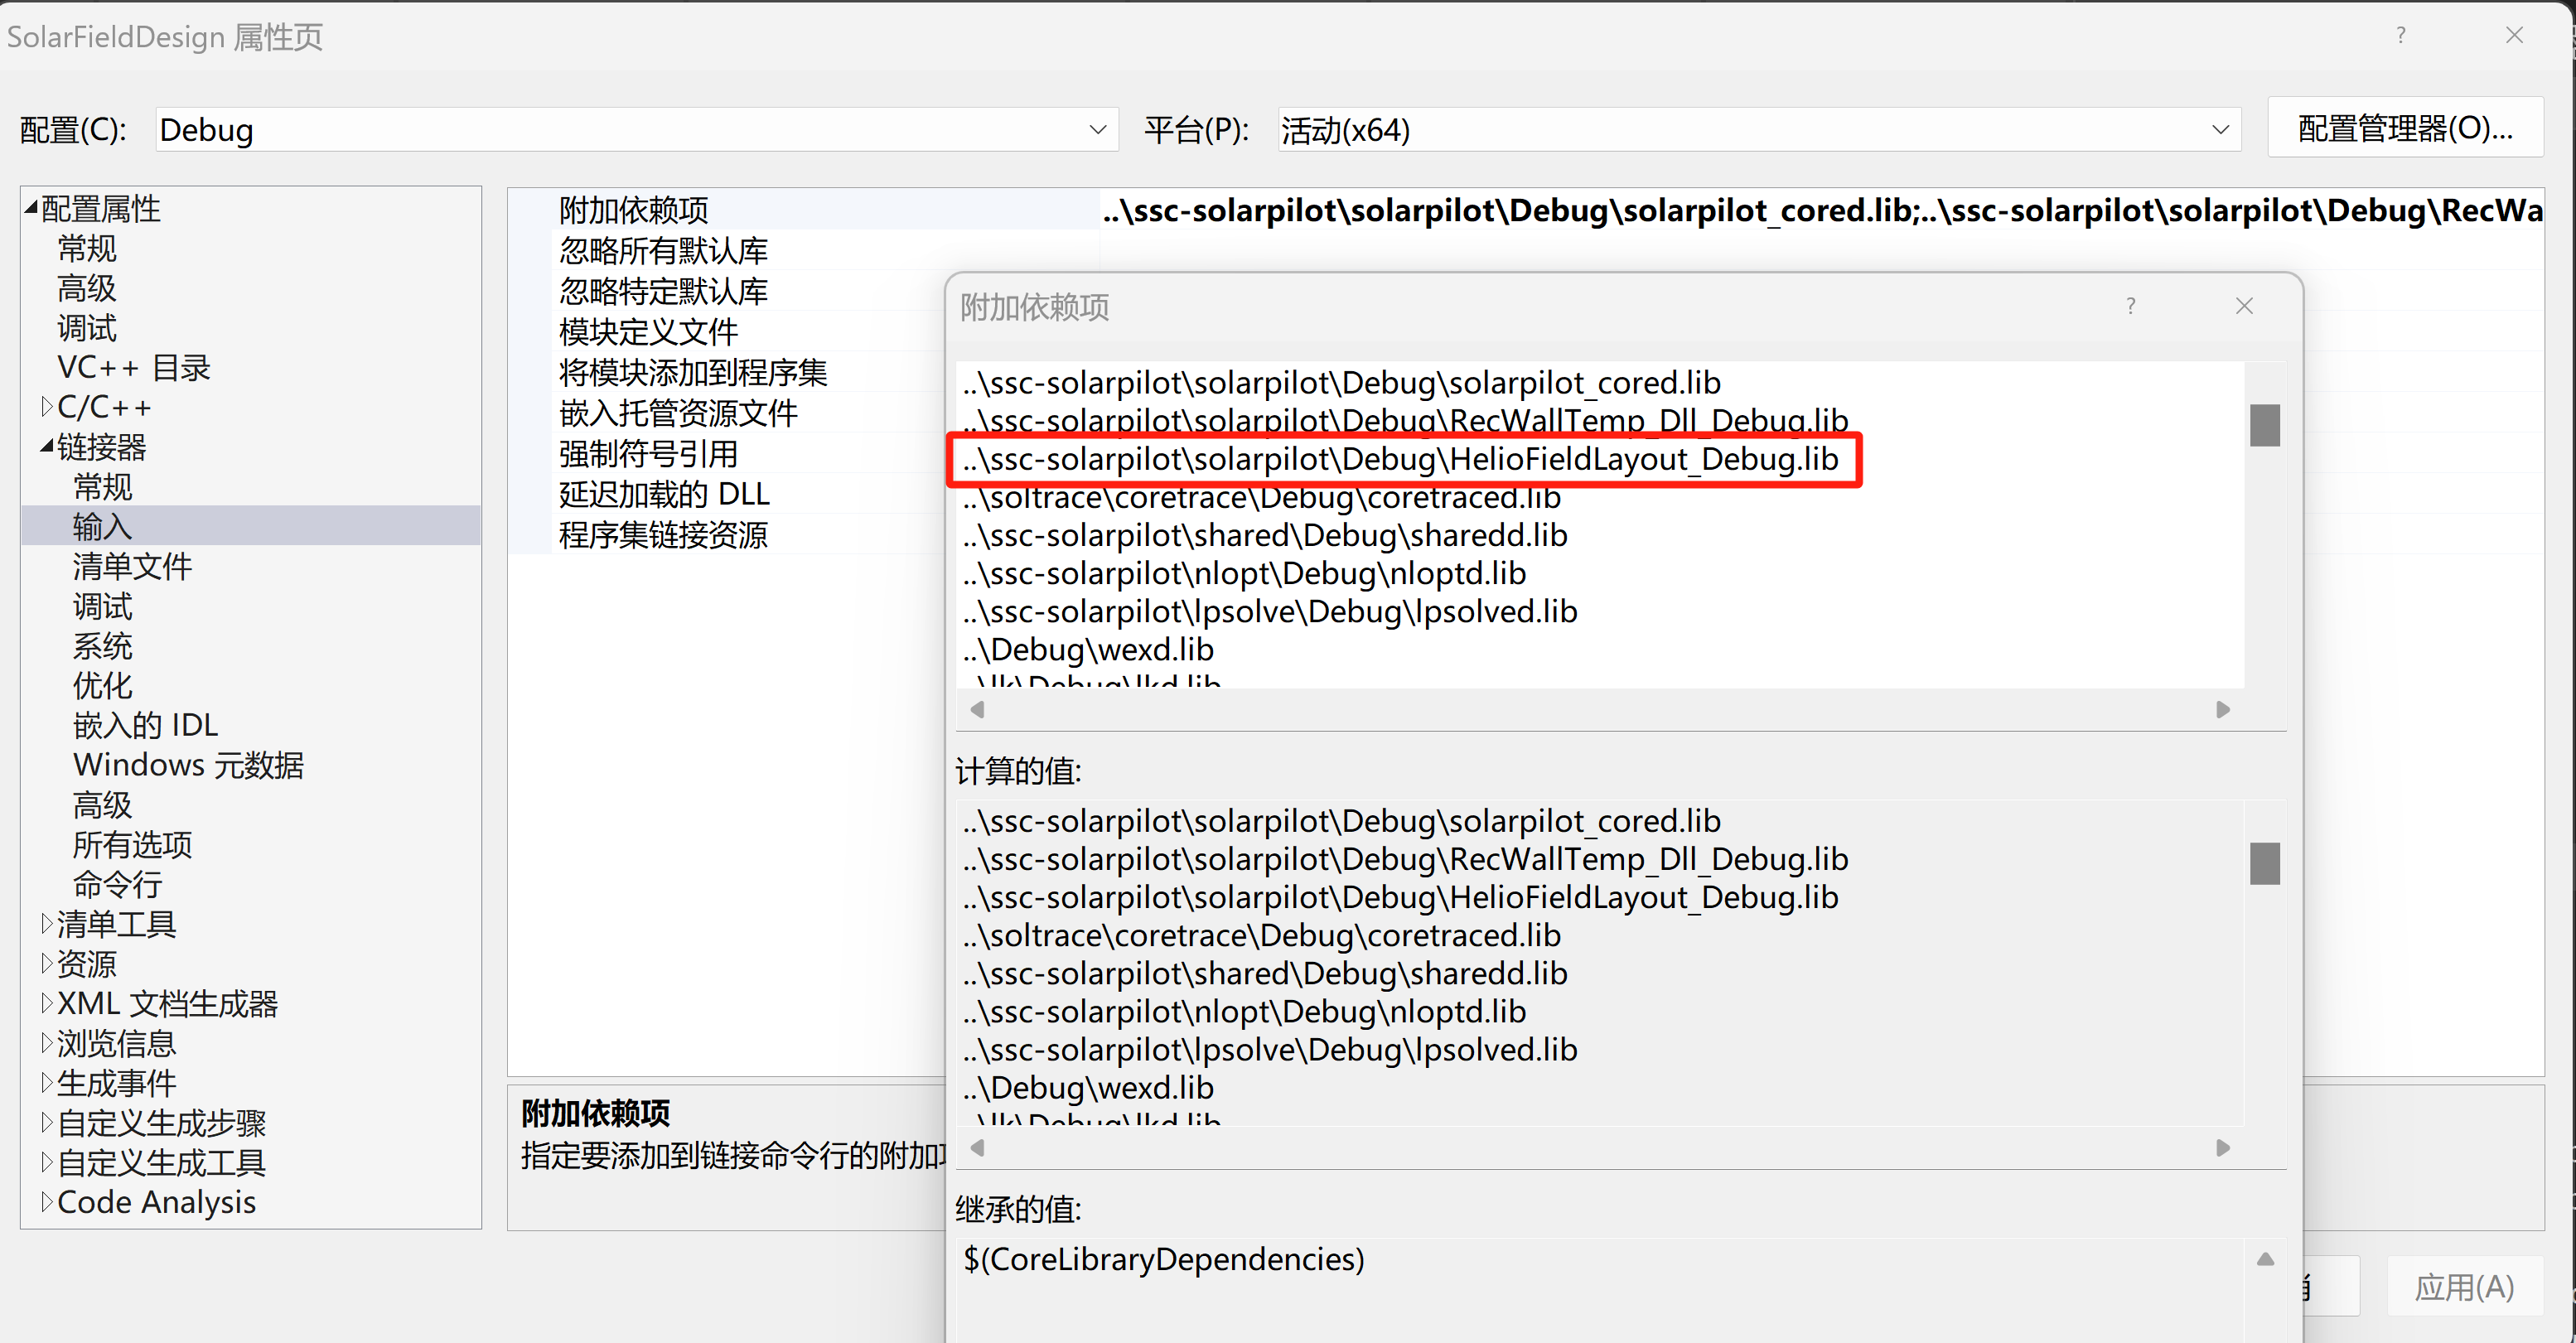 SolarFieldDesign 属性页
配置(C): Debug 平台(P): 活动(x64) 配置管理器(O)...
配置属性
常规
高级
调试
VC++ 目录
C/C++
链接器
常规
输入
清单文件
调试
系统
优化
嵌入的 IDL
Windows 元数据
高级
所有选项
命令行
清单工具
资源
XML 文档生成器
浏览信息
生成事件
自定义生成步骤
自定义生成工具
Code Analysis
附加依赖项 ..\ssc-solarpilot\solarpilot\Debug\solarpilot_cored.lib;..\ssc-solarpilot\solarpilot\Debug\RecWa
忽略所有默认库
忽略特定默认库
模块定义文件
将模块添加到程序集
嵌入托管资源文件
强制符号引用
延迟加载的 DLL
程序集链接资源
附加依赖项
指定要添加到链接命令行的附加
附加依赖项
..\ssc-solarpilot\solarpilot\Debug\solarpilot_cored.lib
..\ssc-solarpilot\solarpilot\Debug\RecWallTemp_Dll_Debug.lib
..\ssc-solarpilot\solarpilot\Debug\HelioFieldLayout_Debug.lib
..\soltrace\coretrace\Debug\coretraced.lib
..\ssc-solarpilot\shared\Debug\sharedd.lib
..\ssc-solarpilot\nlopt\Debug\nloptd.lib
..\ssc-solarpilot\lpsolve\Debug\lpsolved.lib
..\Debug\wexd.lib
..\lk\Debug\lkd.lib
计算的值:
..\ssc-solarpilot\solarpilot\Debug\solarpilot_cored.lib
..\ssc-solarpilot\solarpilot\Debug\RecWallTemp_Dll_Debug.lib
..\ssc-solarpilot\solarpilot\Debug\HelioFieldLayout_Debug.lib
..\soltrace\coretrace\Debug\coretraced.lib
..\ssc-solarpilot\shared\Debug\sharedd.lib
..\ssc-solarpilot\nlopt\Debug\nloptd.lib
..\ssc-solarpilot\lpsolve\Debug\lpsolved.lib
..\Debug\wexd.lib
..\lk\Debug\lkd.lib
继承的值:
$(CoreLibraryDependencies)
应用(A)